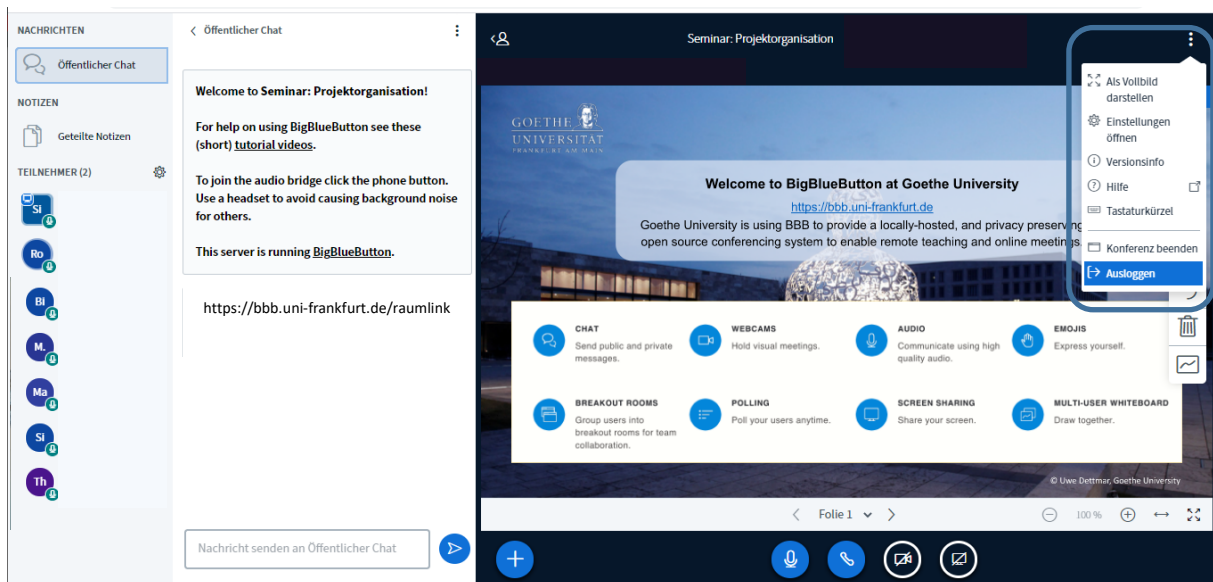 NACHRICHTEN
Öffentlicher Chat
NOTIZEN
Geteilte Notizen
TEILNEHMER (2)
Si
Ro
Bl
M.
Ma
Si
Th
Öffentlicher Chat
Welcome to Seminar: Projektorganisation!
For help on using BigBlueButton see these
(short) tutorial videos.
To join the audio bridge click the phone button.
Use a headset to avoid causing background noise
for others.
This server is running BigBlueButton.
https://bbb.uni-frankfurt.de/raumlink
Nachricht senden an Öffentlicher Chat
Seminar: Projektorganisation
GOETHE
UNIVERSITÄT
FRANKFURT AM MAIN
Welcome to BigBlueButton at Goethe University
https://bbb.uni-frankfurt.de
Goethe University is using BBB to provide a locally-hosted, and privacy preserving
open source conferencing system to enable remote teaching and online meetings.
CHAT
Send public and private
messages.
WEBCAMS
Hold visual meetings.
AUDIO
Communicate using high
quality audio.
EMOJIS
Express yourself.
BREAKOUT ROOMS
Group users into
breakout rooms for team
collaboration.
POLLING
Poll your users anytime.
SCREEN SHARING
Share your screen.
MULTI-USER WHITEBOARD
Draw together.
© Uwe Dettmar, Goethe University
Folie 1
100 %
Als Vollbild
darstellen
Einstellungen
öffnen
Versionsinfo
Hilfe
Tastaturkürzel
Konferenz beenden
Ausloggen